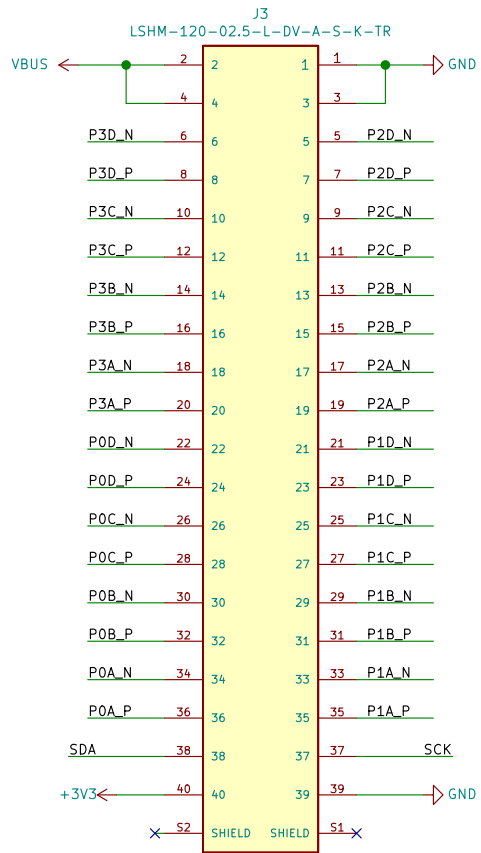 J3
LSHM-120-02.5-L-DV-A-S-K-TR
VBUS 2 2 1 1 GND
4 4 3 3
P3D_N 6 6 5 5 P2D_N
P3D_P 8 8 7 7 P2D_P
P3C_N 10 10 9 9 P2C_N
P3C_P 12 12 11 11 P2C_P
P3B_N 14 14 13 13 P2B_N
P3B_P 16 16 15 15 P2B_P
P3A_N 18 18 17 17 P2A_N
P3A_P 20 20 19 19 P2A_P
P0D_N 22 22 21 21 P1D_N
P0D_P 24 24 23 23 P1D_P
P0C_N 26 26 25 25 P1C_N
P0C_P 28 28 27 27 P1C_P
P0B_N 30 30 29 29 P1B_N
P0B_P 32 32 31 31 P1B_P
P0A_N 34 34 33 33 P1A_N
P0A_P 36 36 35 35 P1A_P
SDA 38 38 37 37 SCK
+3V3 40 40 39 39 GND
S2 SHIELD SHIELD S1